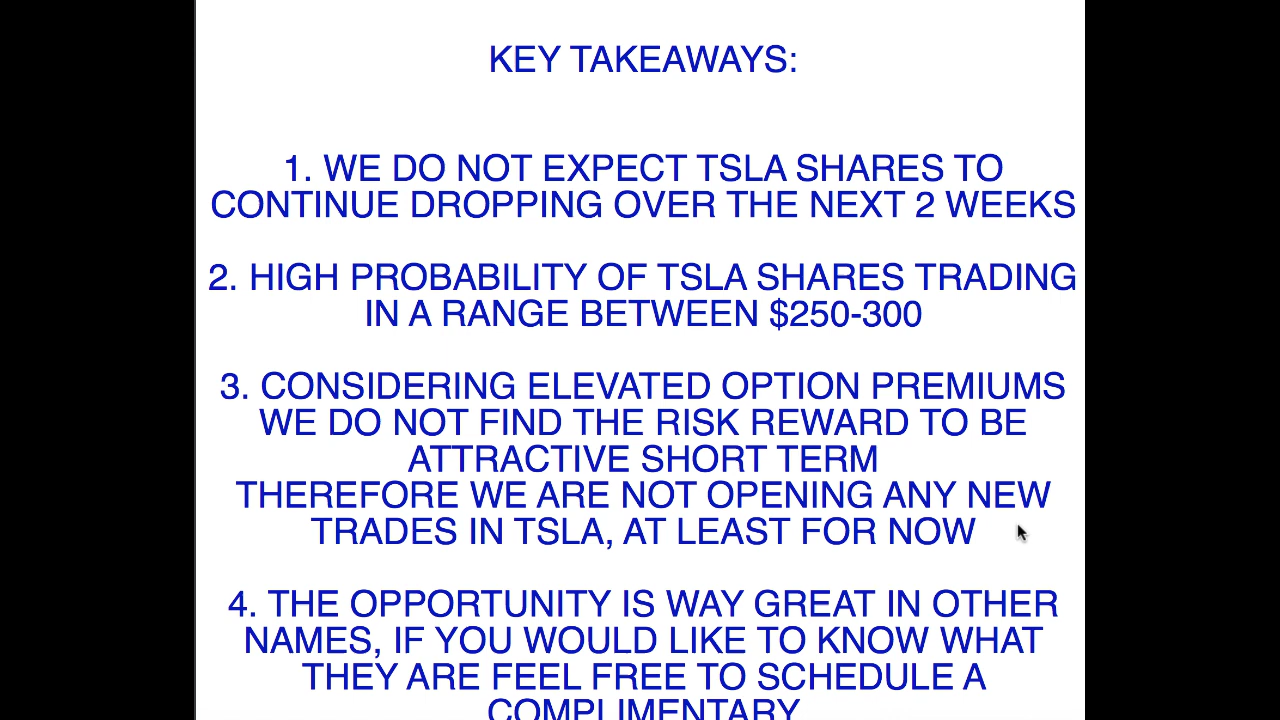 KEY TAKEAWAYS:
1. WE DO NOT EXPECT TSLA SHARES TO
CONTINUE DROPPING OVER THE NEXT 2 WEEKS
2. HIGH PROBABILITY OF TSLA SHARES TRADING
IN A RANGE BETWEEN $250-300
3. CONSIDERING ELEVATED OPTION PREMIUMS
WE DO NOT FIND THE RISK REWARD TO BE
ATTRACTIVE SHORT TERM
THEREFORE WE ARE NOT OPENING ANY NEW
TRADES IN TSLA, AT LEAST FOR NOW
4. THE OPPORTUNITY IS WAY GREAT IN OTHER
NAMES, IF YOU WOULD LIKE TO KNOW WHAT
THEY ARE FEEL FREE TO SCHEDULE A
COMPLIMENTARY